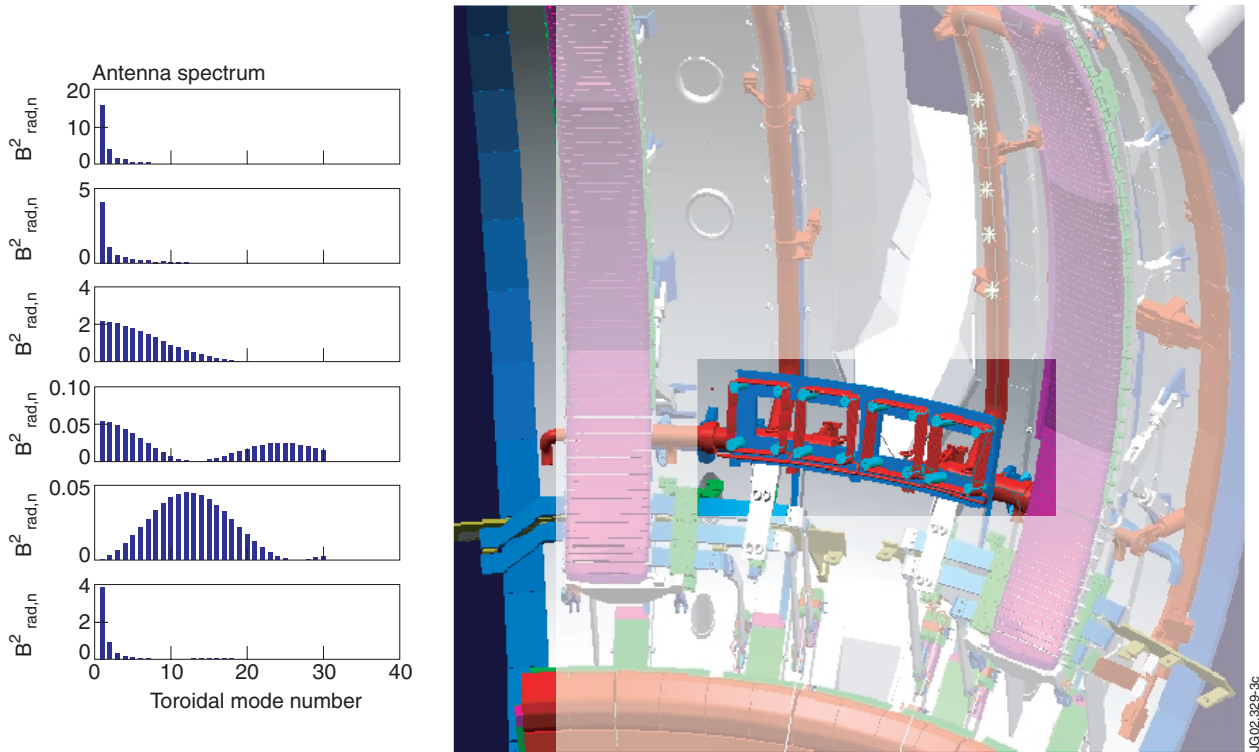 Antenna spectrum
B² rad,n
20
10
0
B² rad,n
5
0
B² rad,n
4
2
0
B² rad,n
0.10
0.05
0
B² rad,n
0.05
0
B² rad,n
4
2
0
0 10 20 30 40
Toroidal mode number
JG02.329-3c